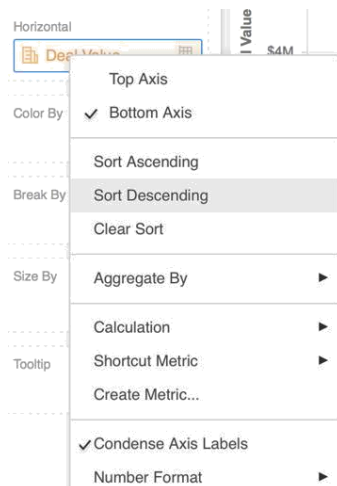 Horizontal
Deal Value
l Value
$4M
Top Axis
Color By
✓ Bottom Axis
Sort Ascending
Break By
Sort Descending
Clear Sort
Size By
Aggregate By
Calculation
Tooltip
Shortcut Metric
Create Metric...
✓ Condense Axis Labels
Number Format